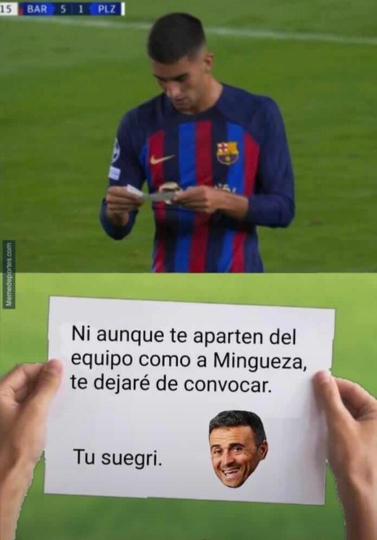 15 BAR 5 1 PLZ
Memedeportes.com
Ni aunque te aparten del
equipo como a Mingueza,
te dejaré de convocar.
Tu suegri.